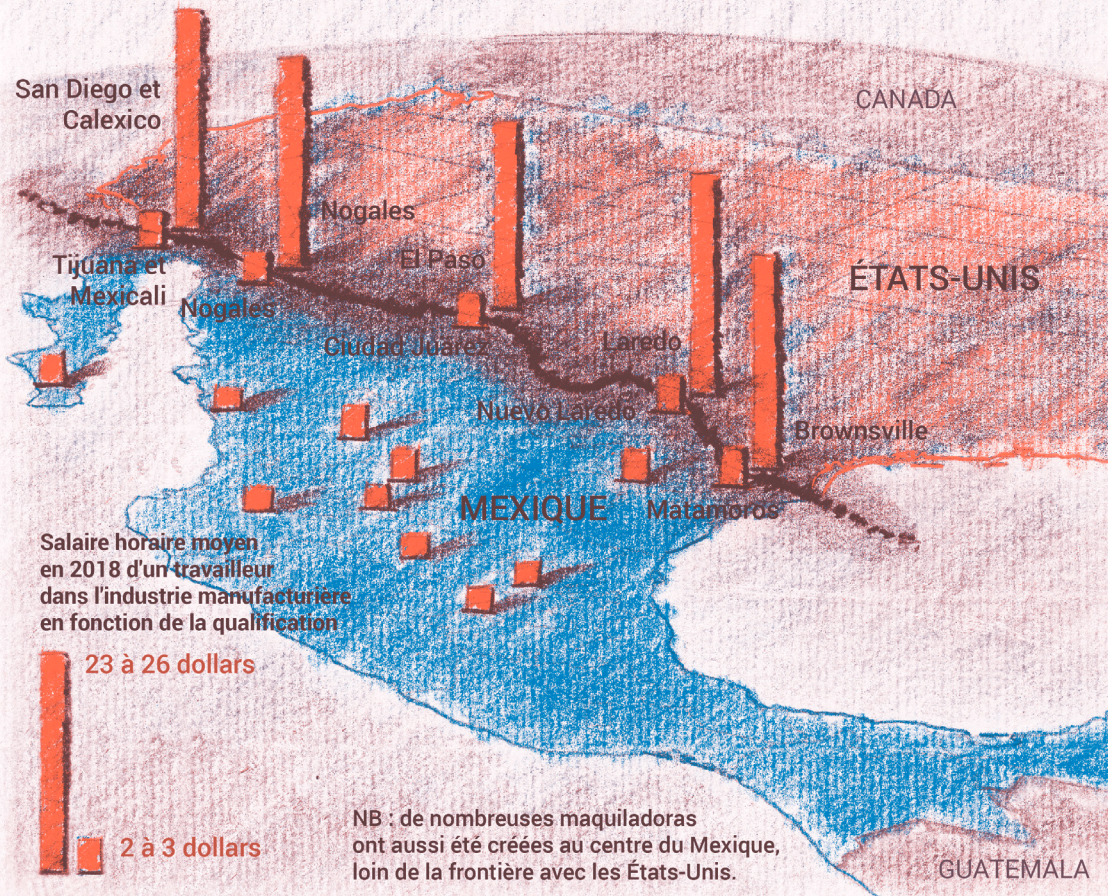 San Diego et
Calexico
CANADA
Nogales
El Paso
ÉTATS-UNIS
Tijuana et
Mexicali
Nogales
Ciudad Juárez
Laredo
Nuevo Laredo
Brownsville
MEXIQUE
Matamoros
Salaire horaire moyen
en 2018 d'un travailleur
dans l'industrie manufacturière
en fonction de la qualification
23 à 26 dollars
2 à 3 dollars
NB : de nombreuses maquiladoras
ont aussi été créées au centre du Mexique,
loin de la frontière avec les États-Unis.
GUATEMALA